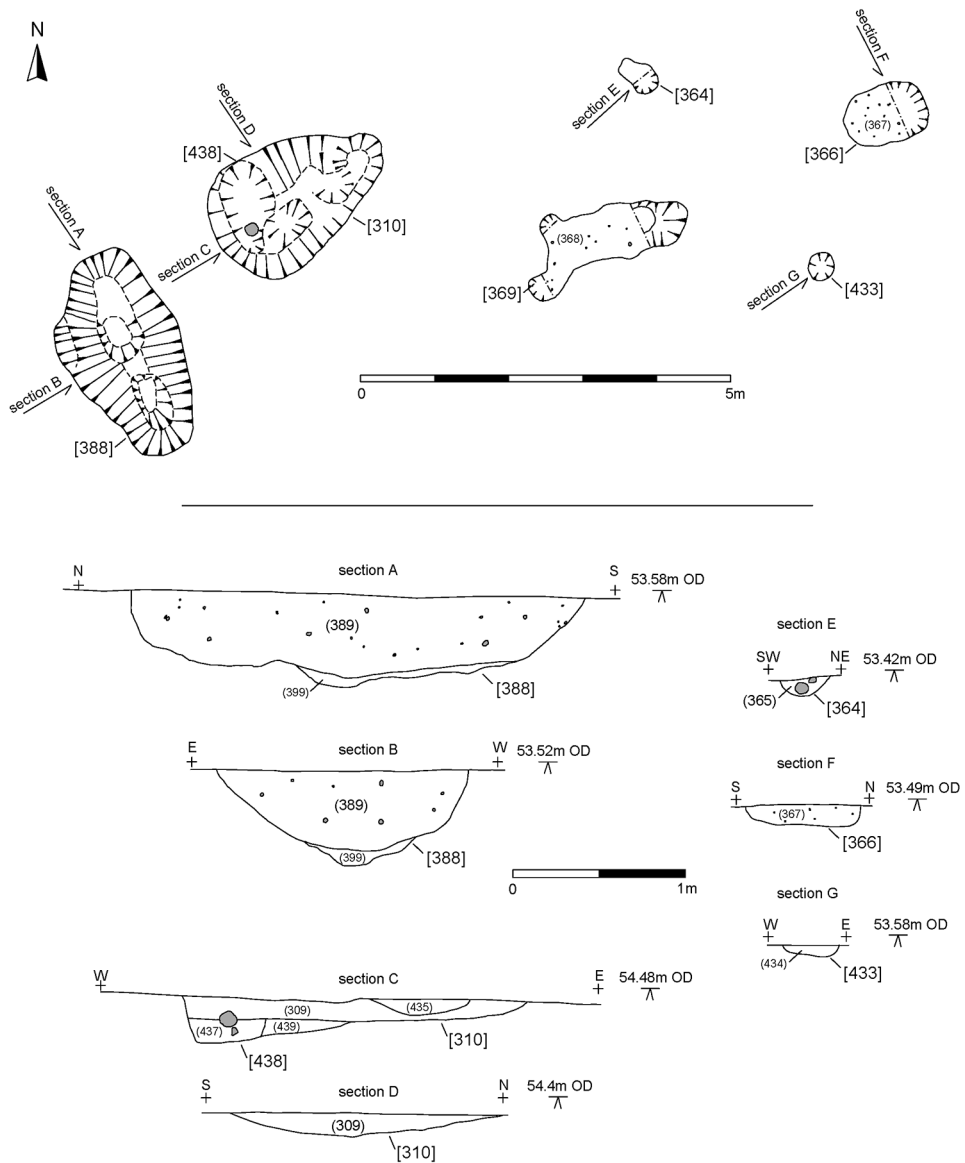 N
section D
section F
section E
[364]
(367)
[366]
[438]
section A
[310]
(368)
section C
[369]
section G
[433]
section B
[388]
0
5m
section A
N
S
53.58m OD
(389)
(399)
[388]
section E
SW
NE
53.42m OD
(365)
[364]
section B
E
W
53.52m OD
(389)
(399)
[388]
section F
S
N
53.49m OD
(367)
[366]
0
1m
section G
W
E
53.58m OD
(434)
[433]
section C
W
E
54.48m OD
(309)
(435)
(437)
(439)
[310]
[438]
section D
S
N
54.4m OD
(309)
[310]